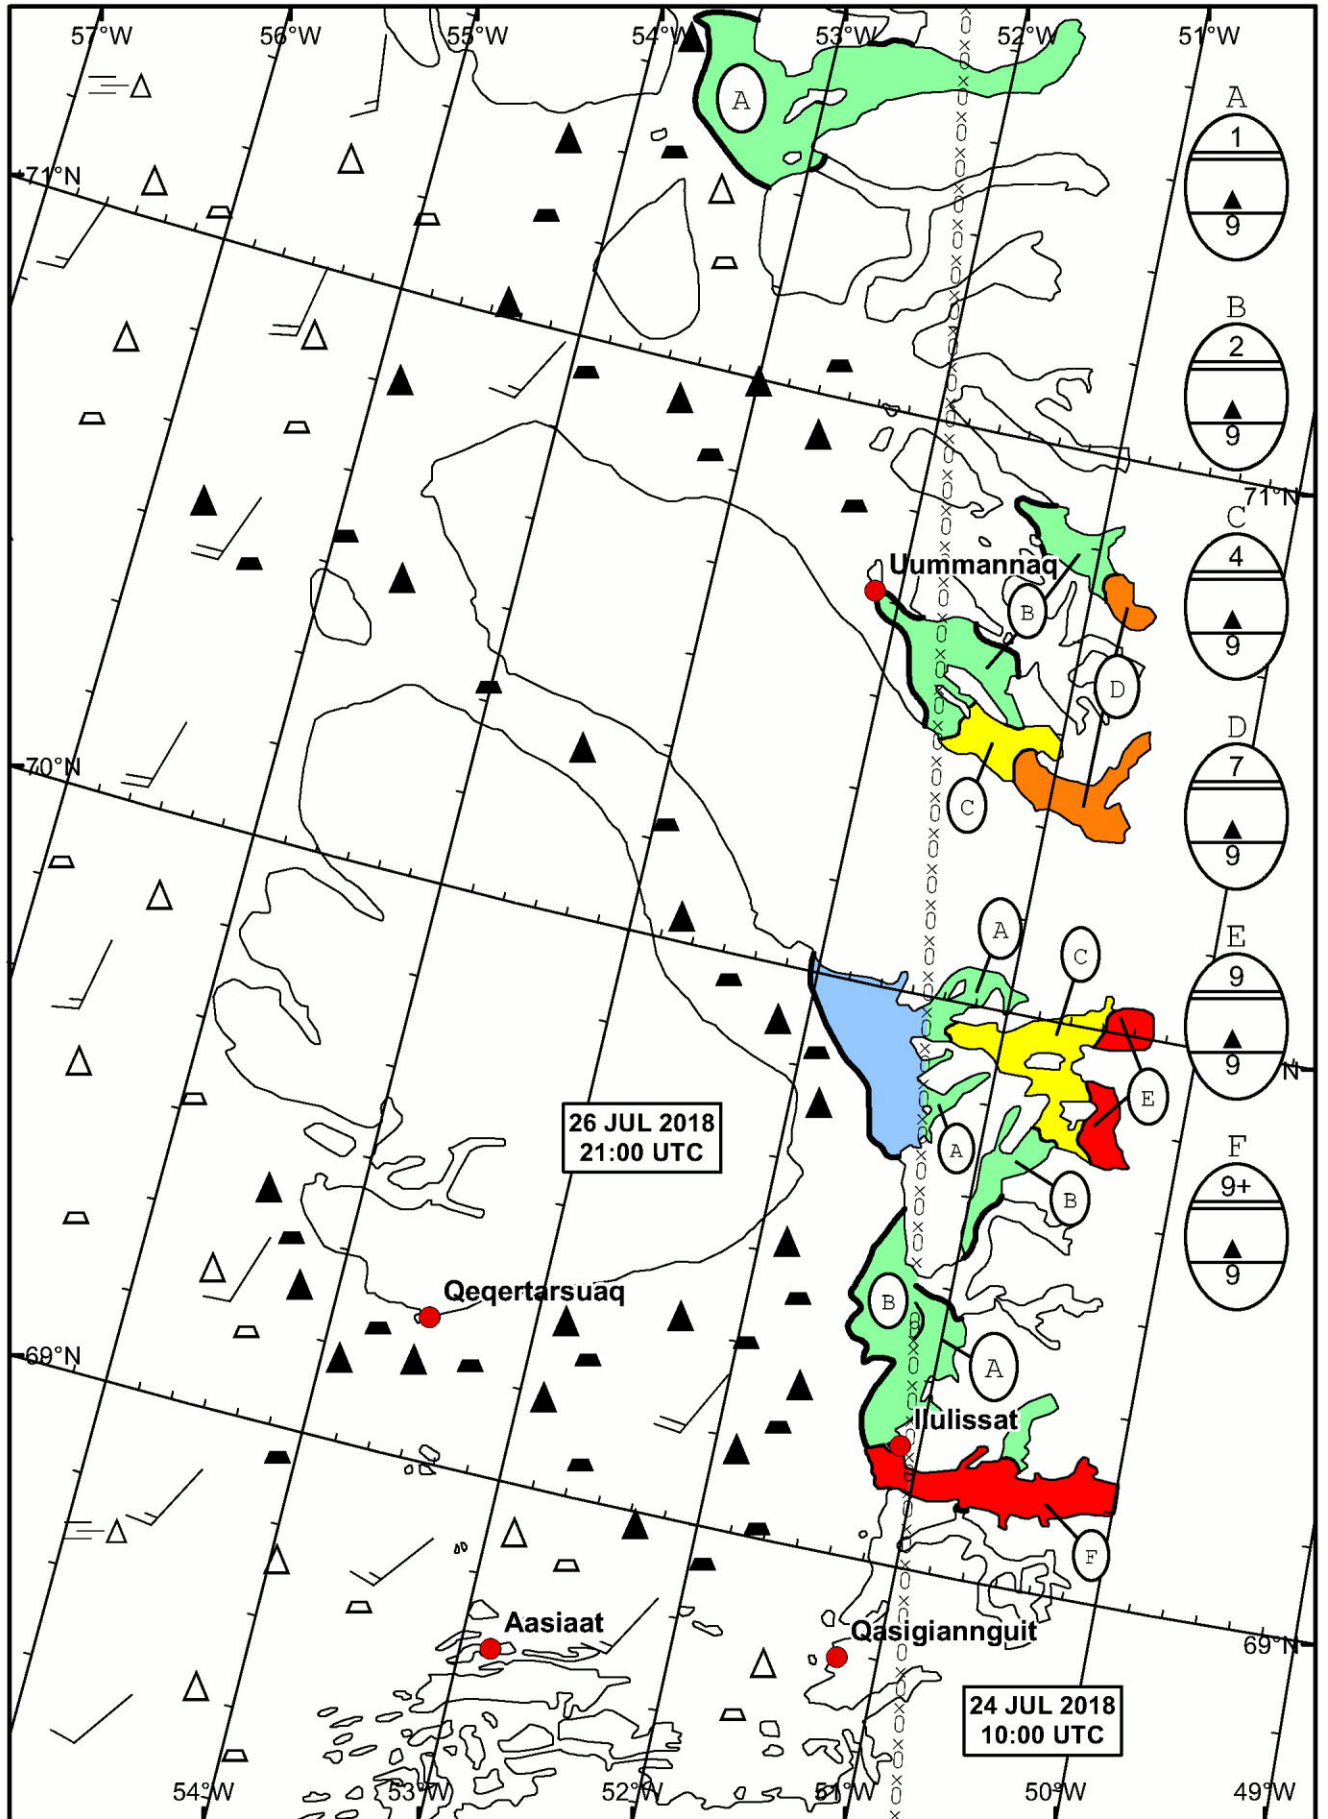 57°W 56°W 55°W 54°W 53°W 52°W 51°W
A
A
1
9
71°N
B
2
9
71°N
C
4
9
Uummannaq
B
D
D
7
9
70°N
C
A
C
E
9
9
N
E
26 JUL 2018
21:00 UTC
A
B
F
9+
9
Qeqertarsuaq
B
A
69°N
Ilulissat
F
Aasiaat
Qasigiannguit
69°N
24 JUL 2018
10:00 UTC
54°W 53°W 52°W 51°W 50°W 49°W